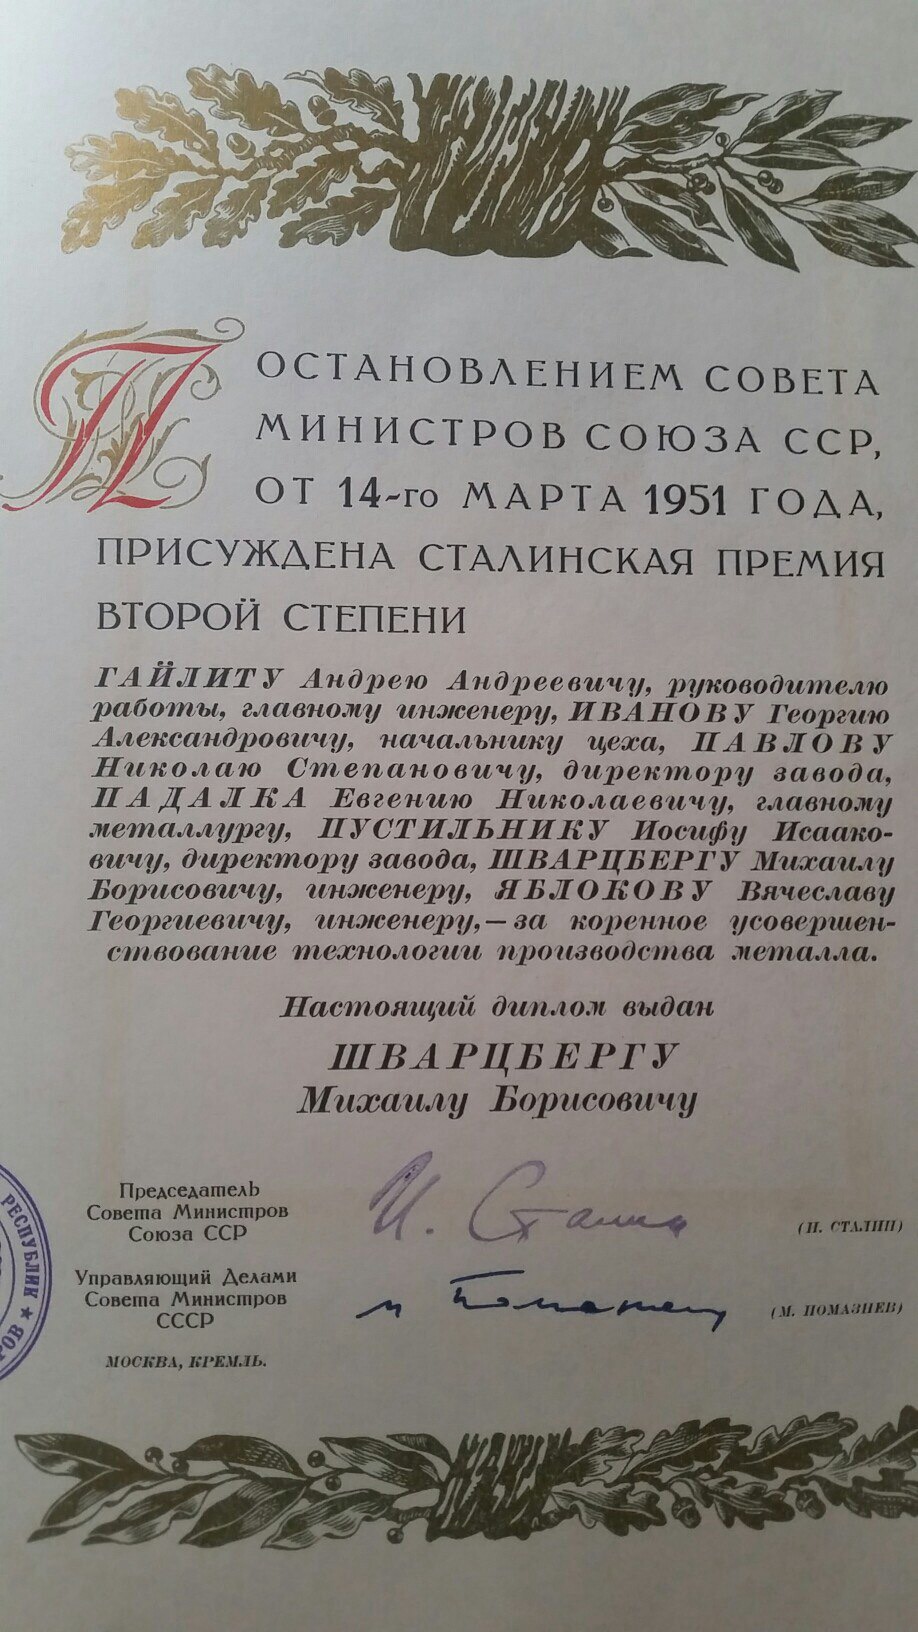 ПОСТАНОВЛЕНИЕМ СОВЕТА
МИНИСТРОВ СОЮЗА ССР,
ОТ 14-го МАРТА 1951 ГОДА,
ПРИСУЖДЕНА СТАЛИНСКАЯ ПРЕМИЯ
ВТОРОЙ СТЕПЕНИ
ГАЙЛИТУ Андрею Андреевичу, руководителю
работы, главному инженеру, ИВАНОВУ Георгию
Александровичу, начальнику цеха, ПАВЛОВУ
Николаю Степановичу, директору завода,
ПАДАЛКА Евгению Николаевичу, главному
металлургу, ПУСТИЛЬНИКУ Иосифу Исаако-
вичу, директору завода, ШВАРЦБЕРГУ Михаилу
Борисовичу, инженеру, ЯБЛОКОВУ Вячеславу
Георгиевичу, инженеру,—за коренное усовершен-
ствование технологии производства металла.
Настоящий диплом выдан
ШВАРЦБЕРГУ
Михаилу Борисовичу
Председатель
Совета Министров
Союза ССР
И. Сталин
(И. СТАЛИН)
Управляющий Делами
Совета Министров
СССР
М Помазнев
(М. ПОМАЗНЕВ)
МОСКВА, КРЕМЛЬ.
РЕСПУБЛИК ★